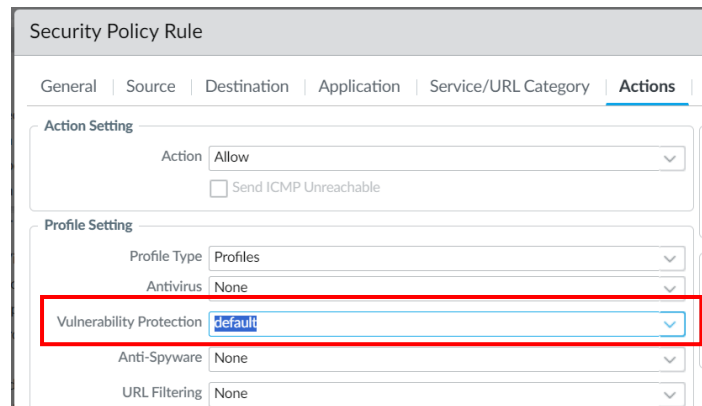 Security Policy Rule
General Source Destination Application Service/URL Category Actions
Action Setting
Action Allow
Send ICMP Unreachable
Profile Setting
Profile Type Profiles
Antivirus None
Vulnerability Protection default
Anti-Spyware None
URL Filtering None